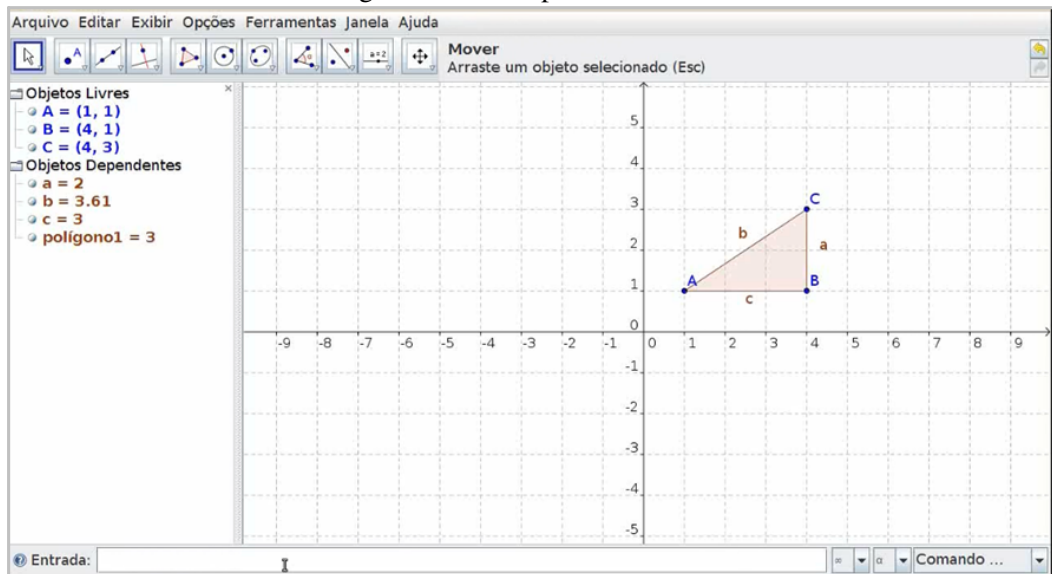 Arquivo Editar Exibir Opções Ferramentas Janela Ajuda
A
α
a=2
Mover
Arraste um objeto selecionado (Esc)
Objetos Livres
A = (1, 1)
B = (4, 1)
C = (4, 3)
Objetos Dependentes
a = 2
b = 3.61
c = 3
polígono1 = 3
5
4
3
2
1
0
-1
-2
-3
-4
-5
-9 -8 -7 -6 -5 -4 -3 -2 -1 0 1 2 3 4 5 6 7 8 9
C
b
a
A
B
c
Entrada:
∞ α Comando ...